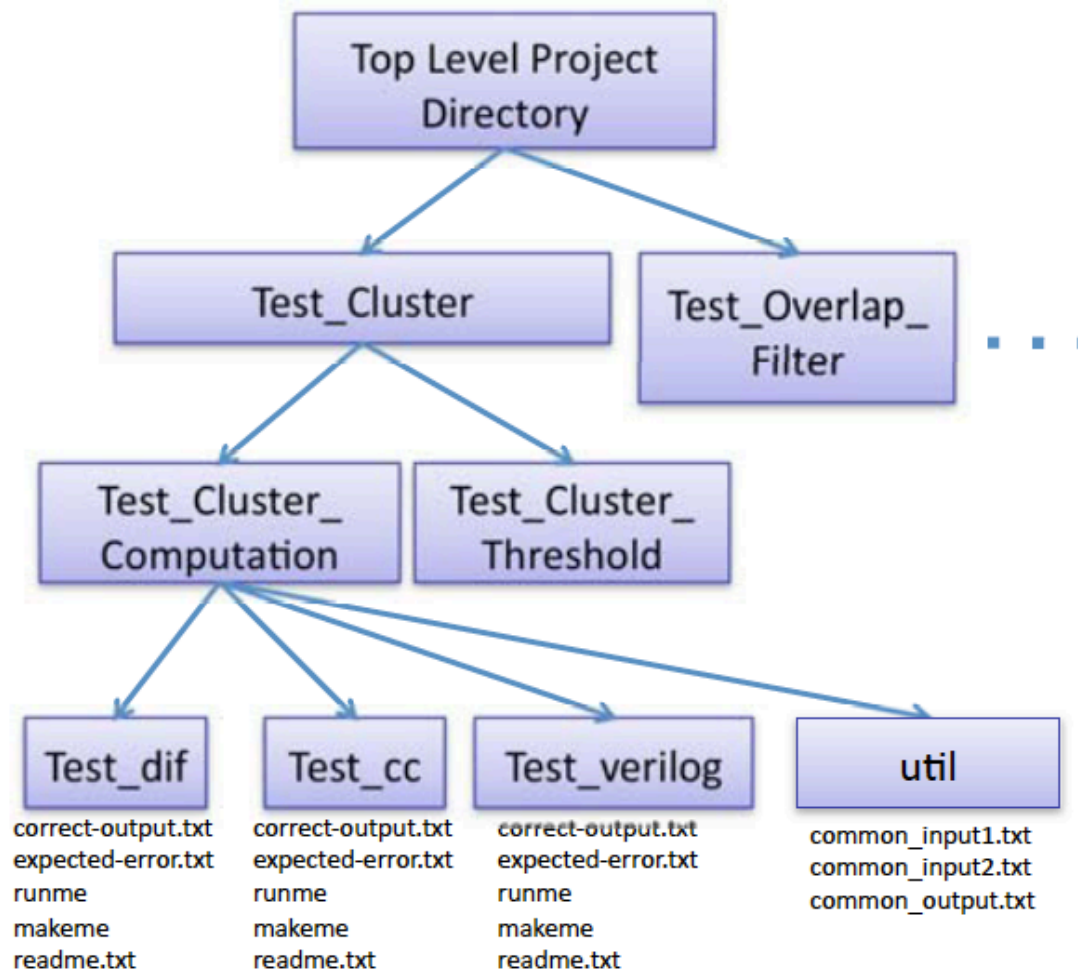 Top Level Project
Directory
Test_Cluster
Test_Overlap_
Filter
Test_Cluster_
Computation
Test_Cluster_
Threshold
Test_dif
Test_cc
Test_verilog
util
correct-output.txt
expected-error.txt
runme
makeme
readme.txt
correct-output.txt
expected-error.txt
runme
makeme
readme.txt
correct-output.txt
expected-error.txt
runme
makeme
readme.txt
common_input1.txt
common_input2.txt
common_output.txt